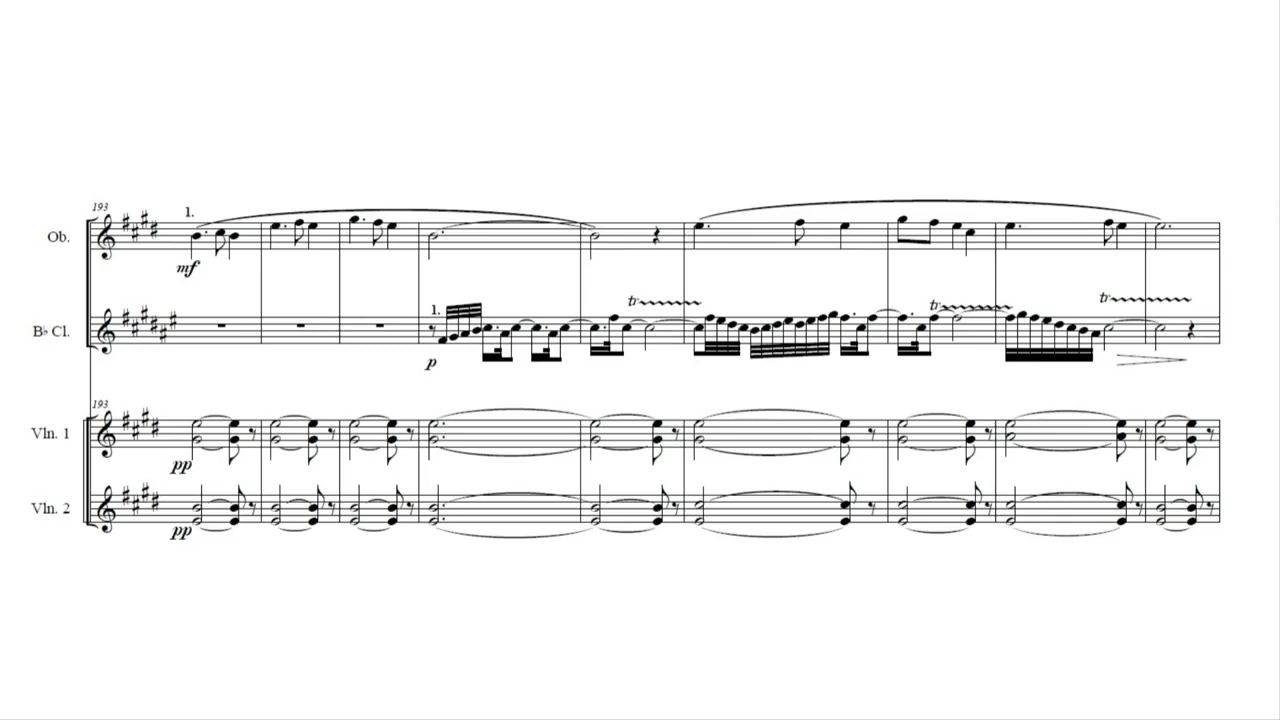 193
1.
Ob.
mf
tr tr tr
1.
B♭ Cl.
p
193
Vln. 1
pp
Vln. 2
pp